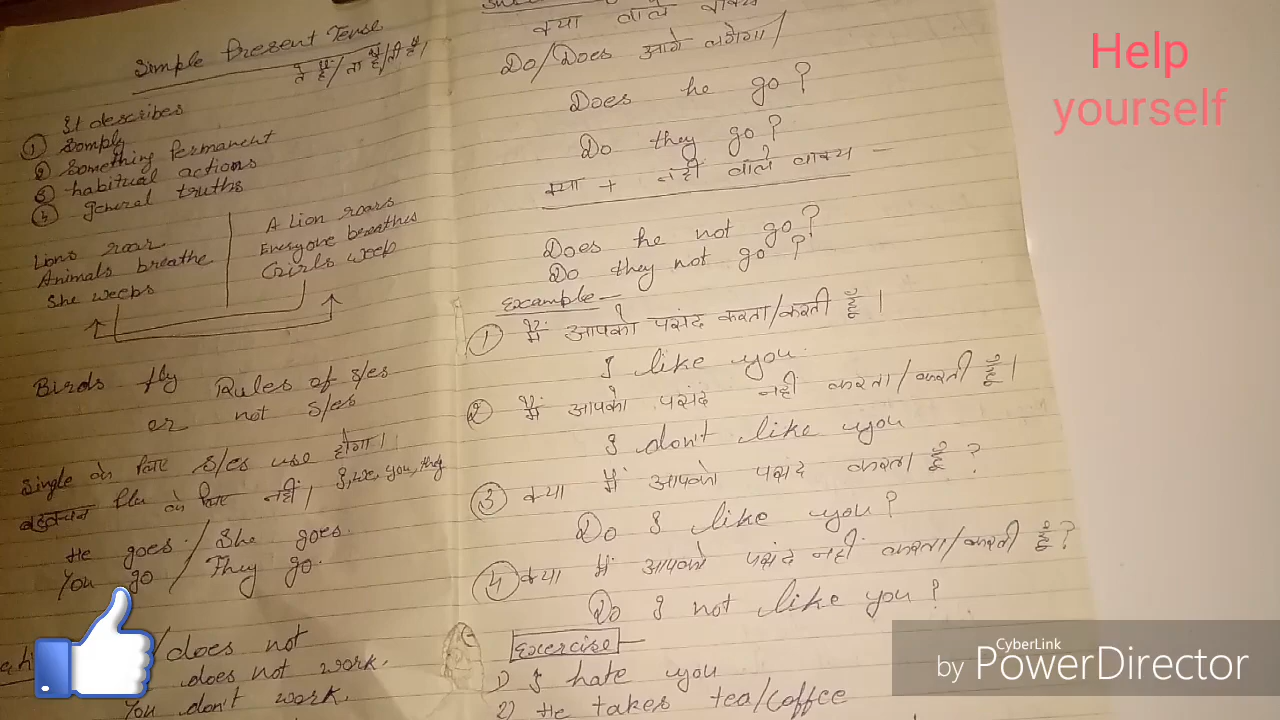 Simple Present Tense
ते हैं/ता है/ती है।
It describes
① Simply
② Something Permanent
③ habitual actions
④ general truths
Lions roar
Animals breathe
She weeps
A Lion roars
Everyone breathes
Girls weep
Birds fly Rules of s/es
or not s/es
Single के लिए s/es use होगा।
बहुवचन के लिए नहीं। I, we, you, they
He goes / She goes.
You go / They go.
/does not
does not work.
You don't work.
क्या वाले वाक्य
Do/Does आगे लगेगा/
Does he go?
Do they go?
क्या + नहीं वाले वाक्य —
Does he not go?
Do they not go?
Example —
① मैं आपको पसंद करता/करती हूँ।
I like you.
② मैं आपको पसंद नहीं करता/करती हूँ।
I don't like you
③ क्या मैं आपको पसंद करता हूँ?
Do I like you?
④ क्या मैं आपको पसंद नहीं करता/करती हूँ?
Do I not like you?
Exercise —
1) I hate you
2) He takes tea/coffee
Help
yourself
CyberLink
by PowerDirector